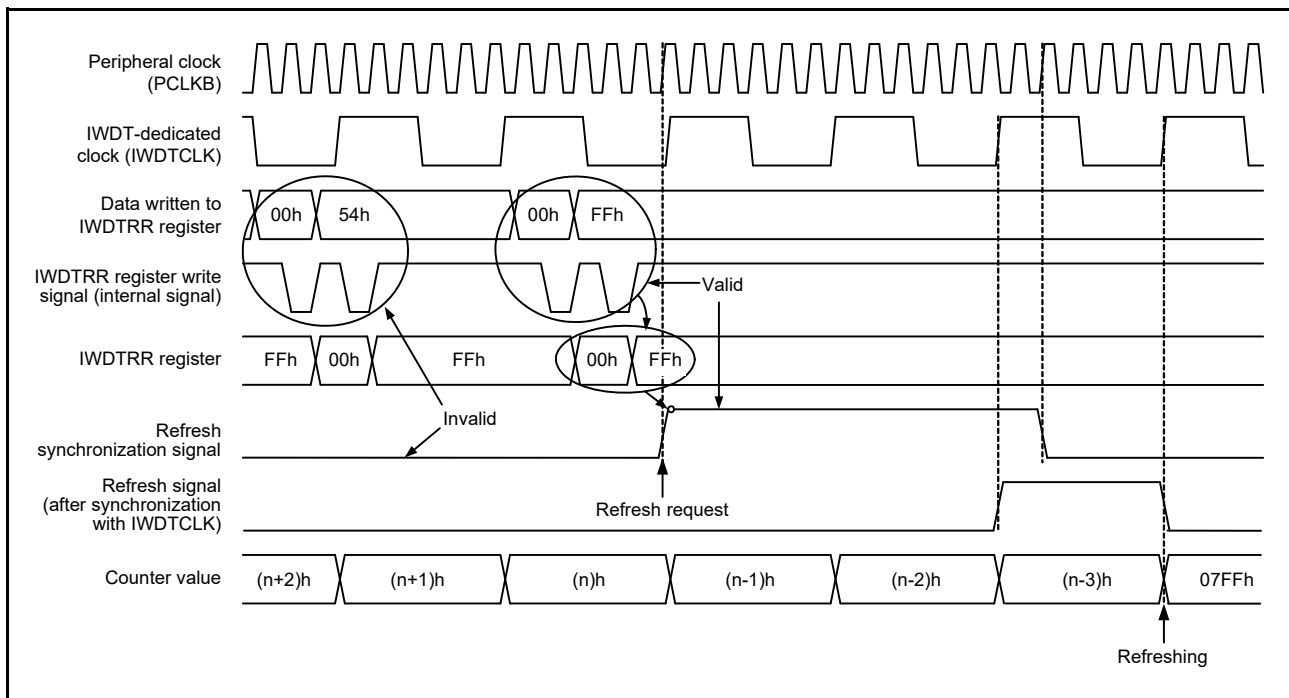 Peripheral clock
(PCLKB)
IWDT-dedicated
clock (IWDTCLK)
Data written to
IWDTRR register
00h 54h 00h FFh
IWDTRR register write
signal (internal signal)
Valid
IWDTRR register
FFh 00h FFh 00h FFh
Invalid
Refresh
synchronization signal
Refresh request
Refresh signal
(after synchronization
with IWDTCLK)
Counter value
(n+2)h (n+1)h (n)h (n-1)h (n-2)h (n-3)h 07FFh
Refreshing